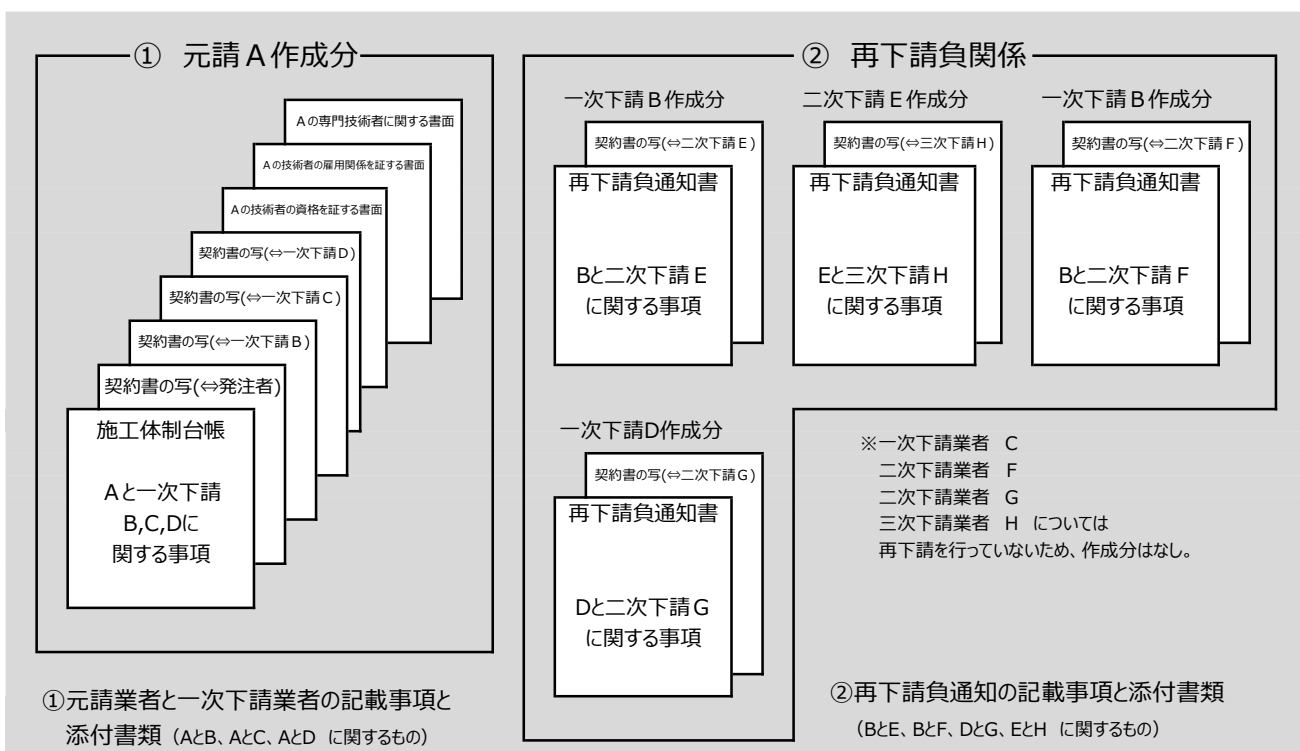 ① 元請A作成分
Aの専門技術者に関する書面
Aの技術者の雇用関係を証する書面
Aの技術者の資格を証する書面
契約書の写(⇔一次下請D)
契約書の写(⇔一次下請C)
契約書の写(⇔一次下請B)
契約書の写(⇔発注者)
施工体制台帳
Aと一次下請
B,C,Dに
関する事項
①元請業者と一次下請業者の記載事項と
添付書類(AとB、AとC、AとD に関するもの)
② 再下請負関係
一次下請B作成分
契約書の写(⇔二次下請E)
再下請負通知書
Bと二次下請E
に関する事項
二次下請E作成分
契約書の写(⇔三次下請H)
再下請負通知書
Eと三次下請H
に関する事項
一次下請B作成分
契約書の写(⇔二次下請F)
再下請負通知書
Bと二次下請F
に関する事項
一次下請D作成分
契約書の写(⇔二次下請G)
再下請負通知書
Dと二次下請G
に関する事項
※一次下請業者 C
二次下請業者 F
二次下請業者 G
三次下請業者 H については
再下請を行っていないため、作成分はなし。
②再下請負通知の記載事項と添付書類
(BとE、BとF、DとG、EとH に関するもの)